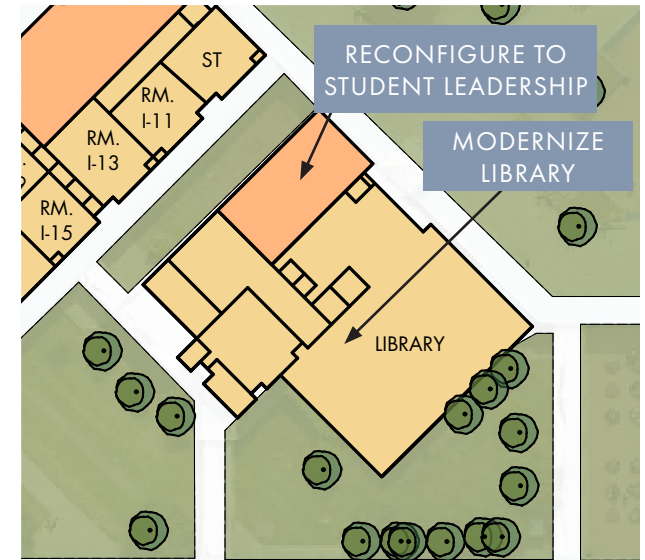 RECONFIGURE TO
STUDENT LEADERSHIP
ST
RM.
I-11
MODERNIZE
LIBRARY
RM.
I-13
RM.
I-15
LIBRARY